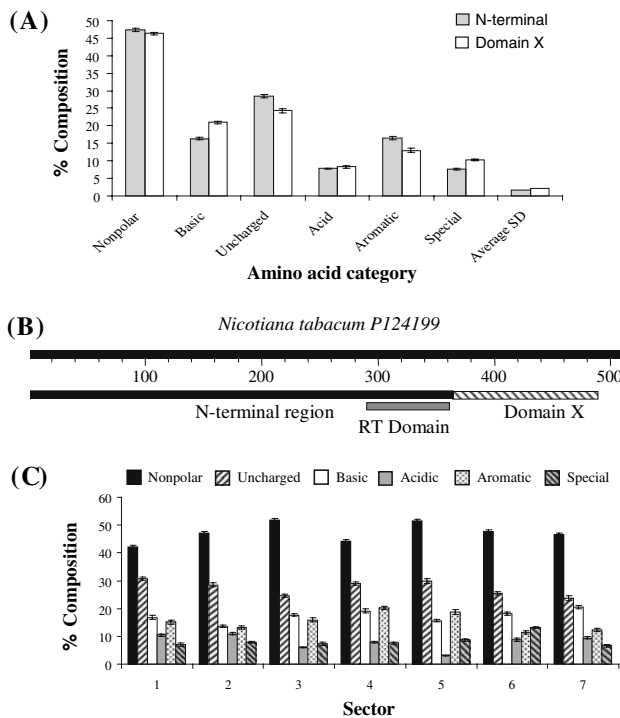 (A)
50
45
40
35
30
25
20
15
10
5
0
% Composition
N-terminal
Domain X
Nonpolar
Basic
Uncharged
Acid
Aromatic
Special
Average SD
Amino acid category
(B)
Nicotiana tabacum P124199
100 200 300 400 500
N-terminal region
Domain X
RT Domain
(C)
Nonpolar Uncharged Basic Acidic Aromatic Special
60
50
40
30
20
10
0
% Composition
1 2 3 4 5 6 7
Sector